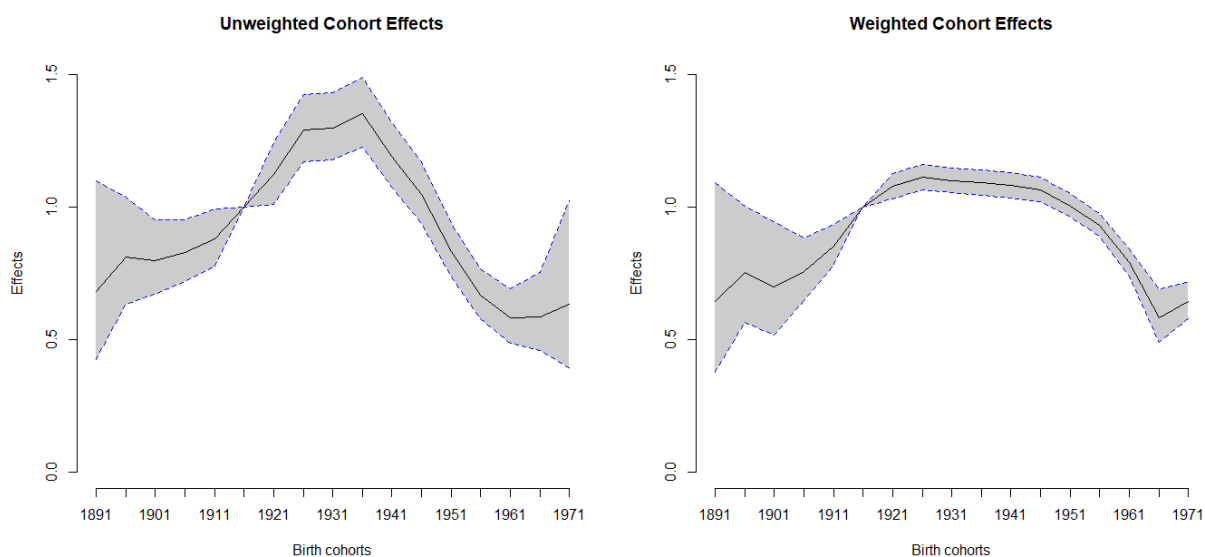 Unweighted Cohort Effects
Effects
0.0 0.5 1.0 1.5
1891 1901 1911 1921 1931 1941 1951 1961 1971
Birth cohorts
Weighted Cohort Effects
Effects
0.0 0.5 1.0 1.5
1891 1901 1911 1921 1931 1941 1951 1961 1971
Birth cohorts